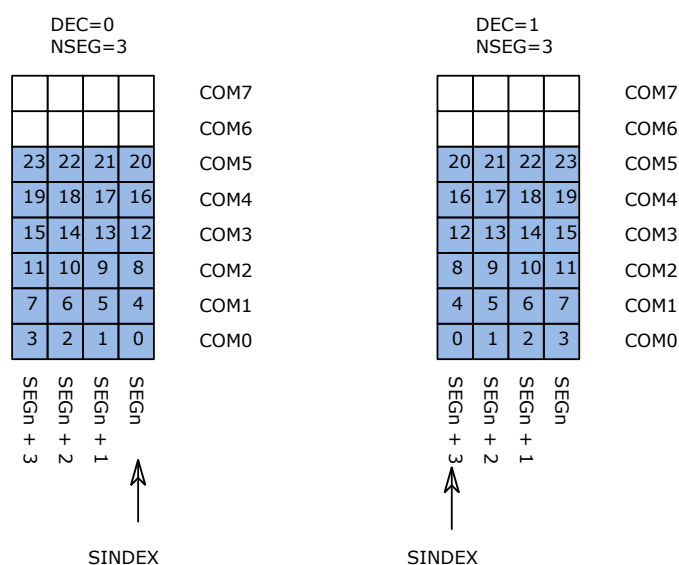 DEC=0
NSEG=3
COM7
COM6
23 22 21 20 COM5
19 18 17 16 COM4
15 14 13 12 COM3
11 10 9 8 COM2
7 6 5 4 COM1
3 2 1 0 COM0
SEGn + 3
SEGn + 2
SEGn + 1
SEGn
SINDEX
DEC=1
NSEG=3
COM7
COM6
20 21 22 23 COM5
16 17 18 19 COM4
12 13 14 15 COM3
8 9 10 11 COM2
4 5 6 7 COM1
0 1 2 3 COM0
SEGn + 3
SEGn + 2
SEGn + 1
SEGn
SINDEX